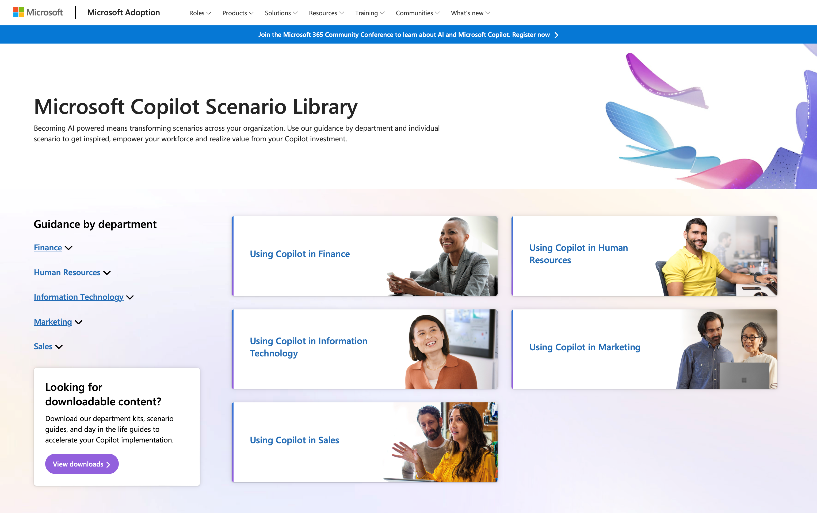 Microsoft
Microsoft Adoption
Roles
Products
Solutions
Resources
Training
Communities
What's new
Join the Microsoft 365 Community Conference to learn about AI and Microsoft Copilot. Register now
Microsoft Copilot Scenario Library
Becoming AI powered means transforming scenarios across your organization. Use our guidance by department and individual
scenario to get inspired, empower your workforce and realize value from your Copilot investment.
Guidance by department
Finance
Human Resources
Information Technology
Marketing
Sales
Looking for
downloadable content?
Download our department kits, scenario
guides, and day in the life guides to
accelerate your Copilot implementation.
View downloads
Using Copilot in Finance
Using Copilot in Human
Resources
Using Copilot in Information
Technology
Using Copilot in Marketing
Using Copilot in Sales